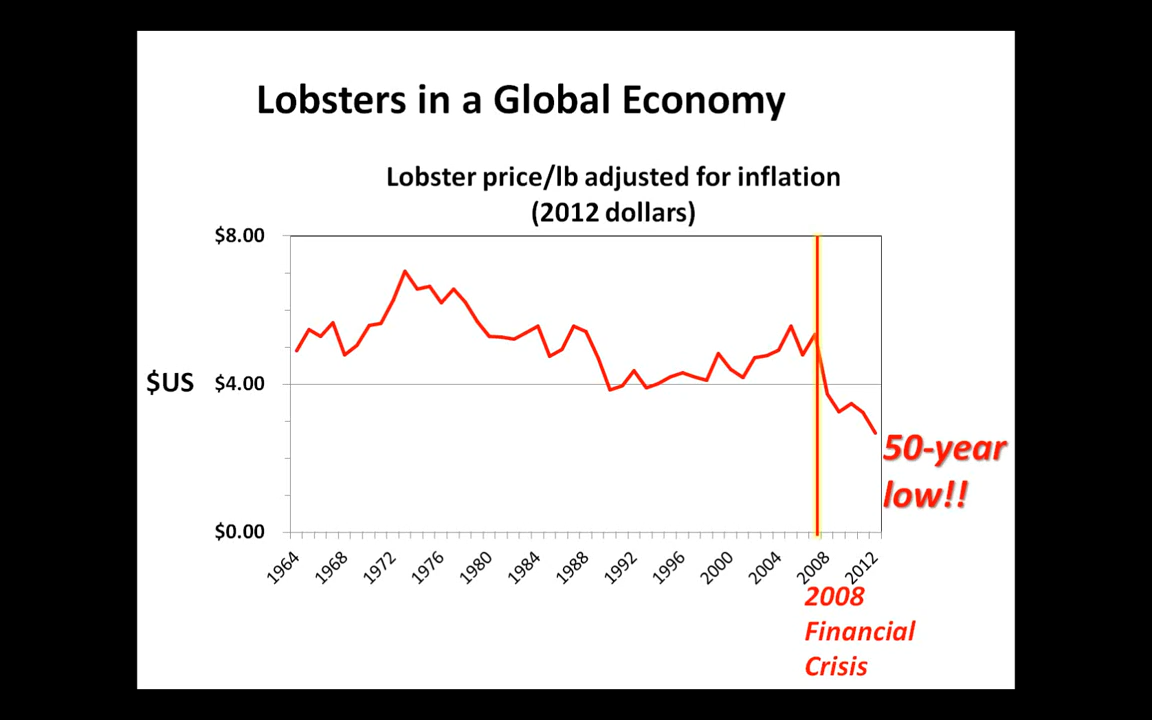 Lobsters in a Global Economy
Lobster price/lb adjusted for inflation
(2012 dollars)
$8.00
$US
$4.00
$0.00
50-year
low!!
1964
1968
1972
1976
1980
1984
1988
1992
1996
2000
2004
2008
2012
2008
Financial
Crisis